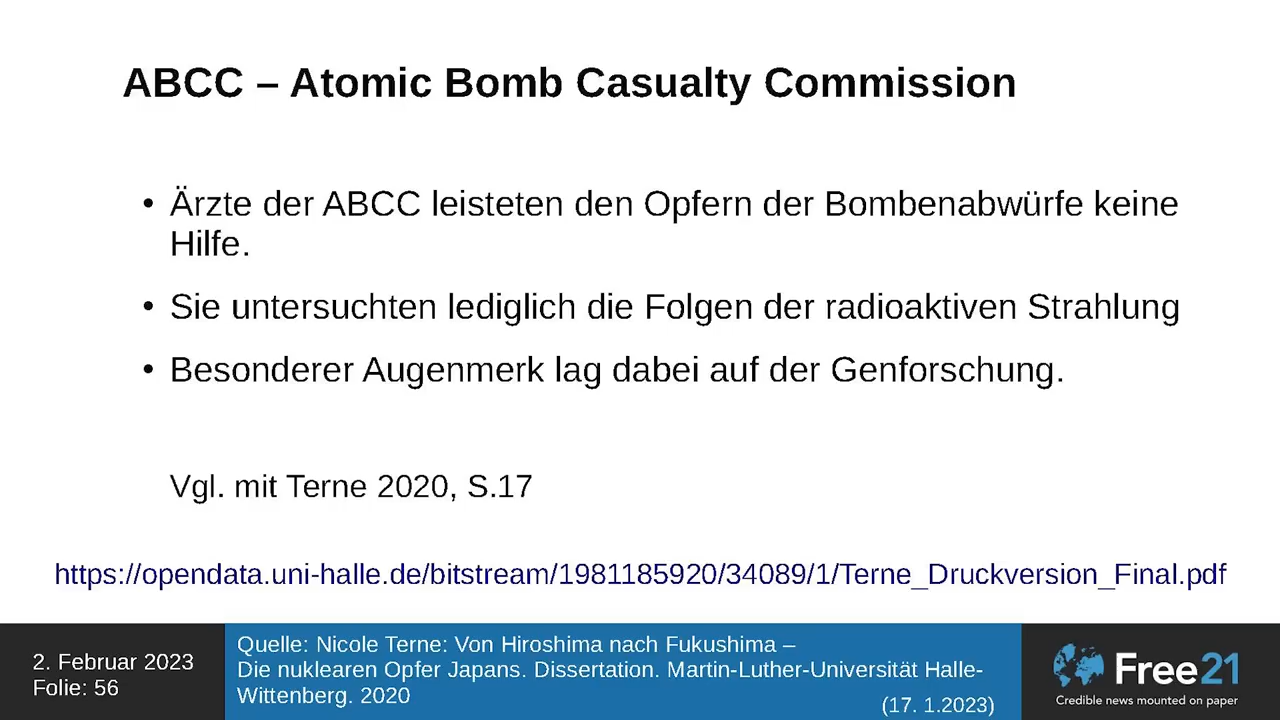 ABCC – Atomic Bomb Casualty Commission
• Ärzte der ABCC leisteten den Opfern der Bombenabwürfe keine
Hilfe.
• Sie untersuchten lediglich die Folgen der radioaktiven Strahlung
• Besonderer Augenmerk lag dabei auf der Genforschung.
Vgl. mit Terne 2020, S.17
https://opendata.uni-halle.de/bitstream/1981185920/34089/1/Terne_Druckversion_Final.pdf
2. Februar 2023
Folie: 56
Quelle: Nicole Terne: Von Hiroshima nach Fukushima –
Die nuklearen Opfer Japans. Dissertation. Martin-Luther-Universität Halle-
Wittenberg. 2020
(17. 1.2023)
Free21
Credible news mounted on paper